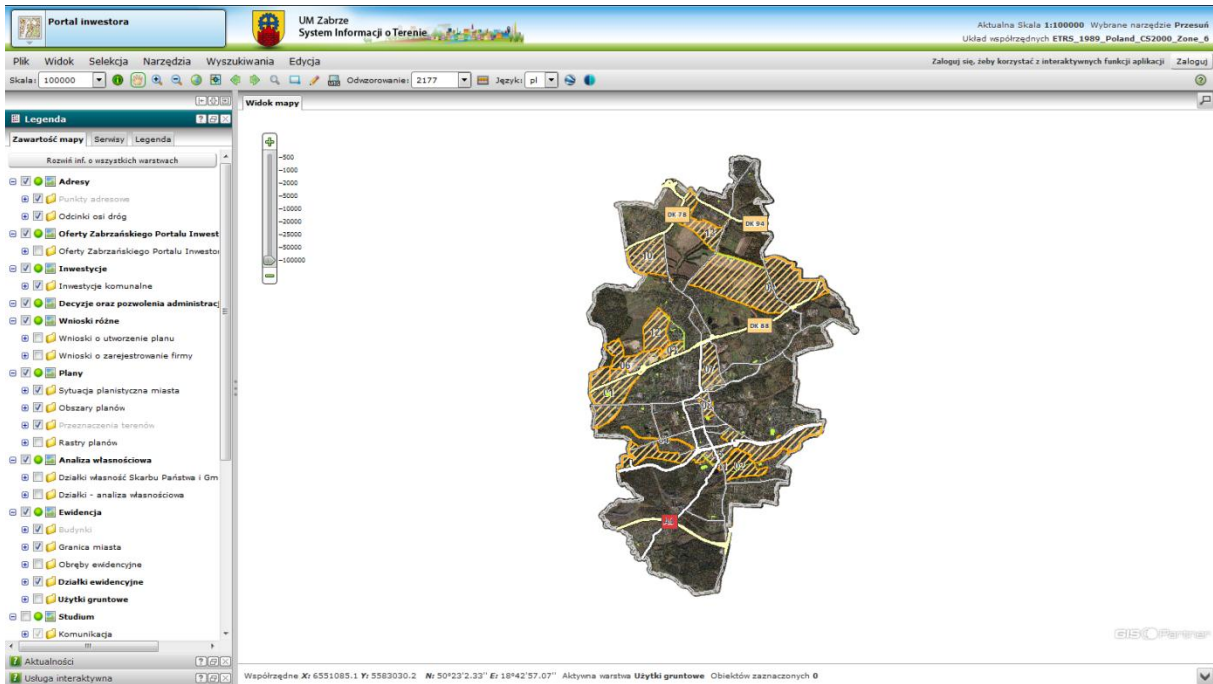 Portal inwestora
UM Zabrze
System Informacji o Terenie
Aktualna Skala 1:100000 Wybrane narzędzie Przesuń
Układ współrzędnych ETRS_1989_Poland_CS2000_Zone_6
Plik Widok Selekcja Narzędzia Wyszukiwania Edycja
Zaloguj się, żeby korzystać z interaktywnych funkcji aplikacji Zaloguj
Skala: 100000 Odwzorowanie: 2177 Język: pl
Legenda
Widok mapy
Zawartość mapy Serwisy Legenda
Rozwiń inf. o wszystkich warstwach
Adresy
Punkty adresowe
Odcinki osi dróg
Oferty Zabrzańskiego Portalu Inwest
Oferty Zabrzańskiego Portalu Inwestor
Inwestycje
Inwestycje komunalne
Decyzje oraz pozwolenia administracj
Wnioski różne
Wnioski o utworzenie planu
Wnioski o zarejestrowanie firmy
Plany
Sytuacja planistyczna miasta
Obszary planów
Przeznaczenia terenów
Rastry planów
Analiza własnościowa
Działki własność Skarbu Państwa i Gm
Działki - analiza własnościowa
Ewidencja
Budynki
Granica miasta
Obręby ewidencyjne
Działki ewidencyjne
Użytki gruntowe
Studium
Komunikacja
Aktualności
Usługa interaktywna
500
1000
2000
5000
10000
20000
25000
50000
100000
DK 78
DK 94
DK 88
GIS Partner
Współrzędne X: 6551085.1 Y: 5583030.2 N: 50°23'2.33'' E: 18°42'57.07'' Aktywna warstwa Użytki gruntowe Obiektów zaznaczonych 0